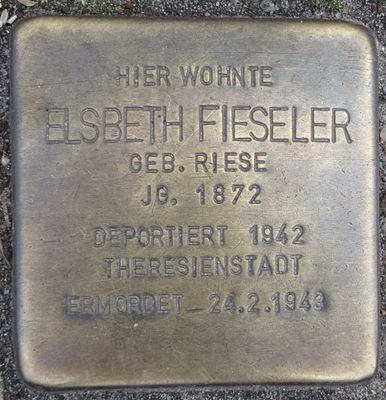 HIER WOHNTE
ELSBETH FIESELER
GEB. RIESE
JG. 1872
DEPORTIERT 1942
THERESIENSTADT
ERMORDET 24.2.1943